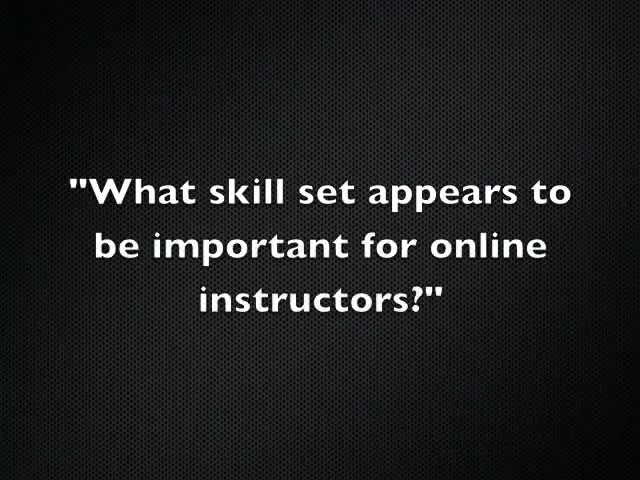 "What skill set appears to
be important for online
instructors?"